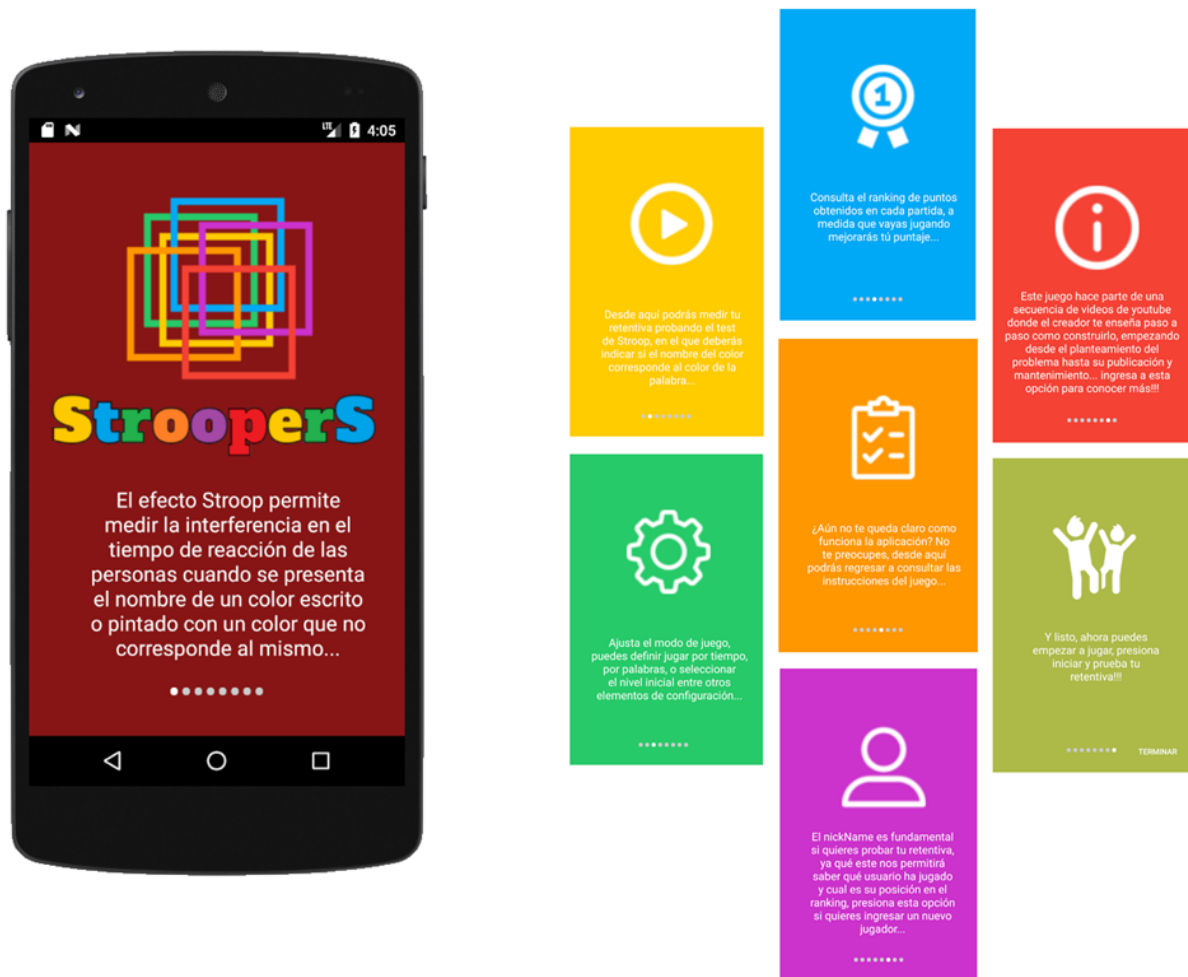 LTE 4:05
StrooperS
El efecto Stroop permite
medir la interferencia en el
tiempo de reacción de las
personas cuando se presenta
el nombre de un color escrito
o pintado con un color que no
corresponde al mismo...
Desde aquí podrás medir tu
retentiva probando el test
de Stroop, en el que deberás
indicar si el nombre del color
corresponde al color de la
palabra...
Ajusta el modo de juego,
puedes definir jugar por tiempo,
por palabras, o seleccionar
el nivel inicial entre otros
elementos de configuración...
1
Consulta el ranking de puntos
obtenidos en cada partida, a
medida que vayas jugando
mejorarás tú puntaje...
¿Aún no te queda claro como
funciona la aplicación? No
te preocupes, desde aquí
podrás regresar a consultar las
instrucciones del juego...
El nickName es fundamental
si quieres probar tu retentiva,
ya qué este nos permitirá
saber qué usuario ha jugado
y cual es su posición en el
ranking, presiona esta opción
si quieres ingresar un nuevo
jugador...
Este juego hace parte de una
secuencia de videos de youtube
donde el creador te enseña paso a
paso como construirlo, empezando
desde el planteamiento del
problema hasta su publicación y
mantenimiento... ingresa a esta
opción para conocer más!!!
Y listo, ahora puedes
empezar a jugar, presiona
iniciar y prueba tu
retentiva!!!
TERMINAR